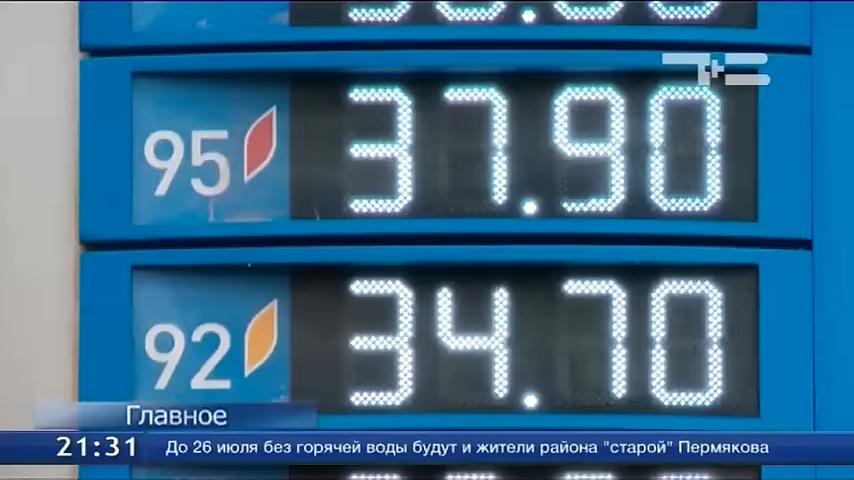 Т+В
95 37.90
92 34.70
Главное
21:31 До 26 июля без горячей воды будут и жители района "старой" Пермякова